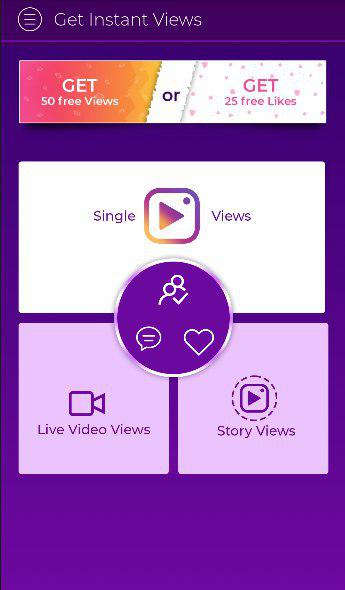 Get Instant Views
GET
50 free Views
or
GET
25 free Likes
Single
Views
Live Video Views
Story Views